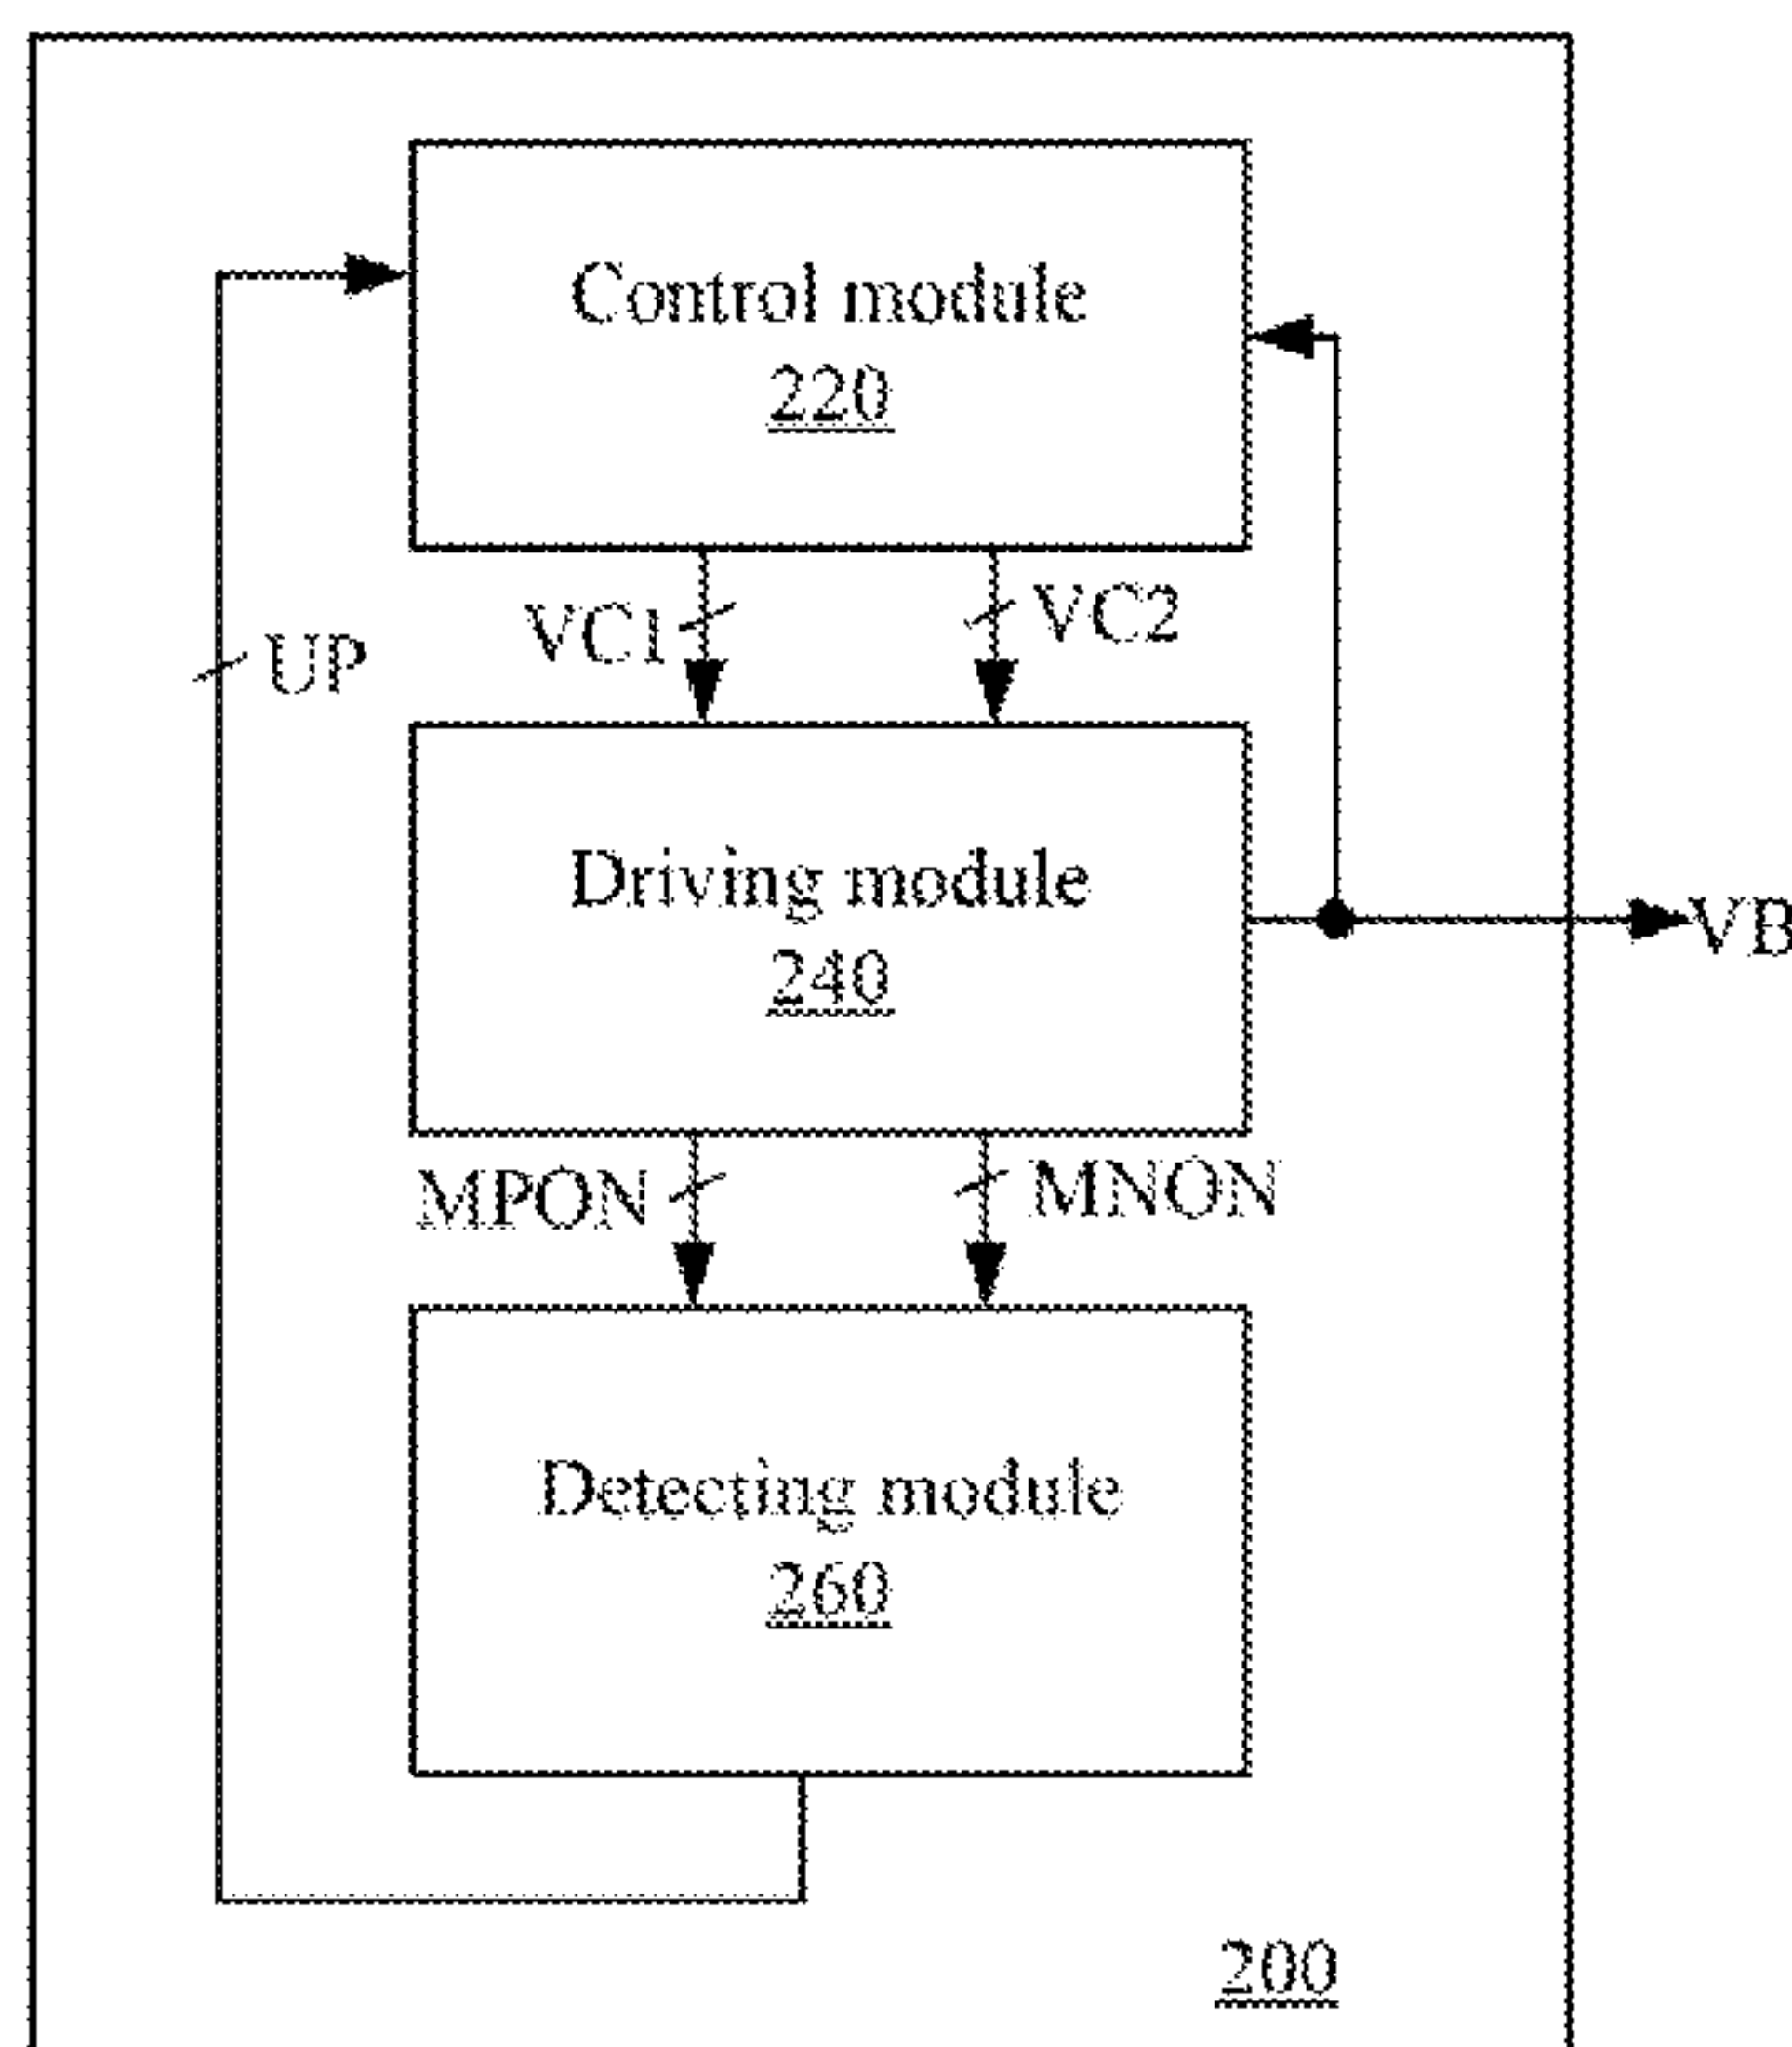 Control module
220
VC1
VC2
UP
Driving module
240
VB
MPON
MNON
Detecting module
260
200